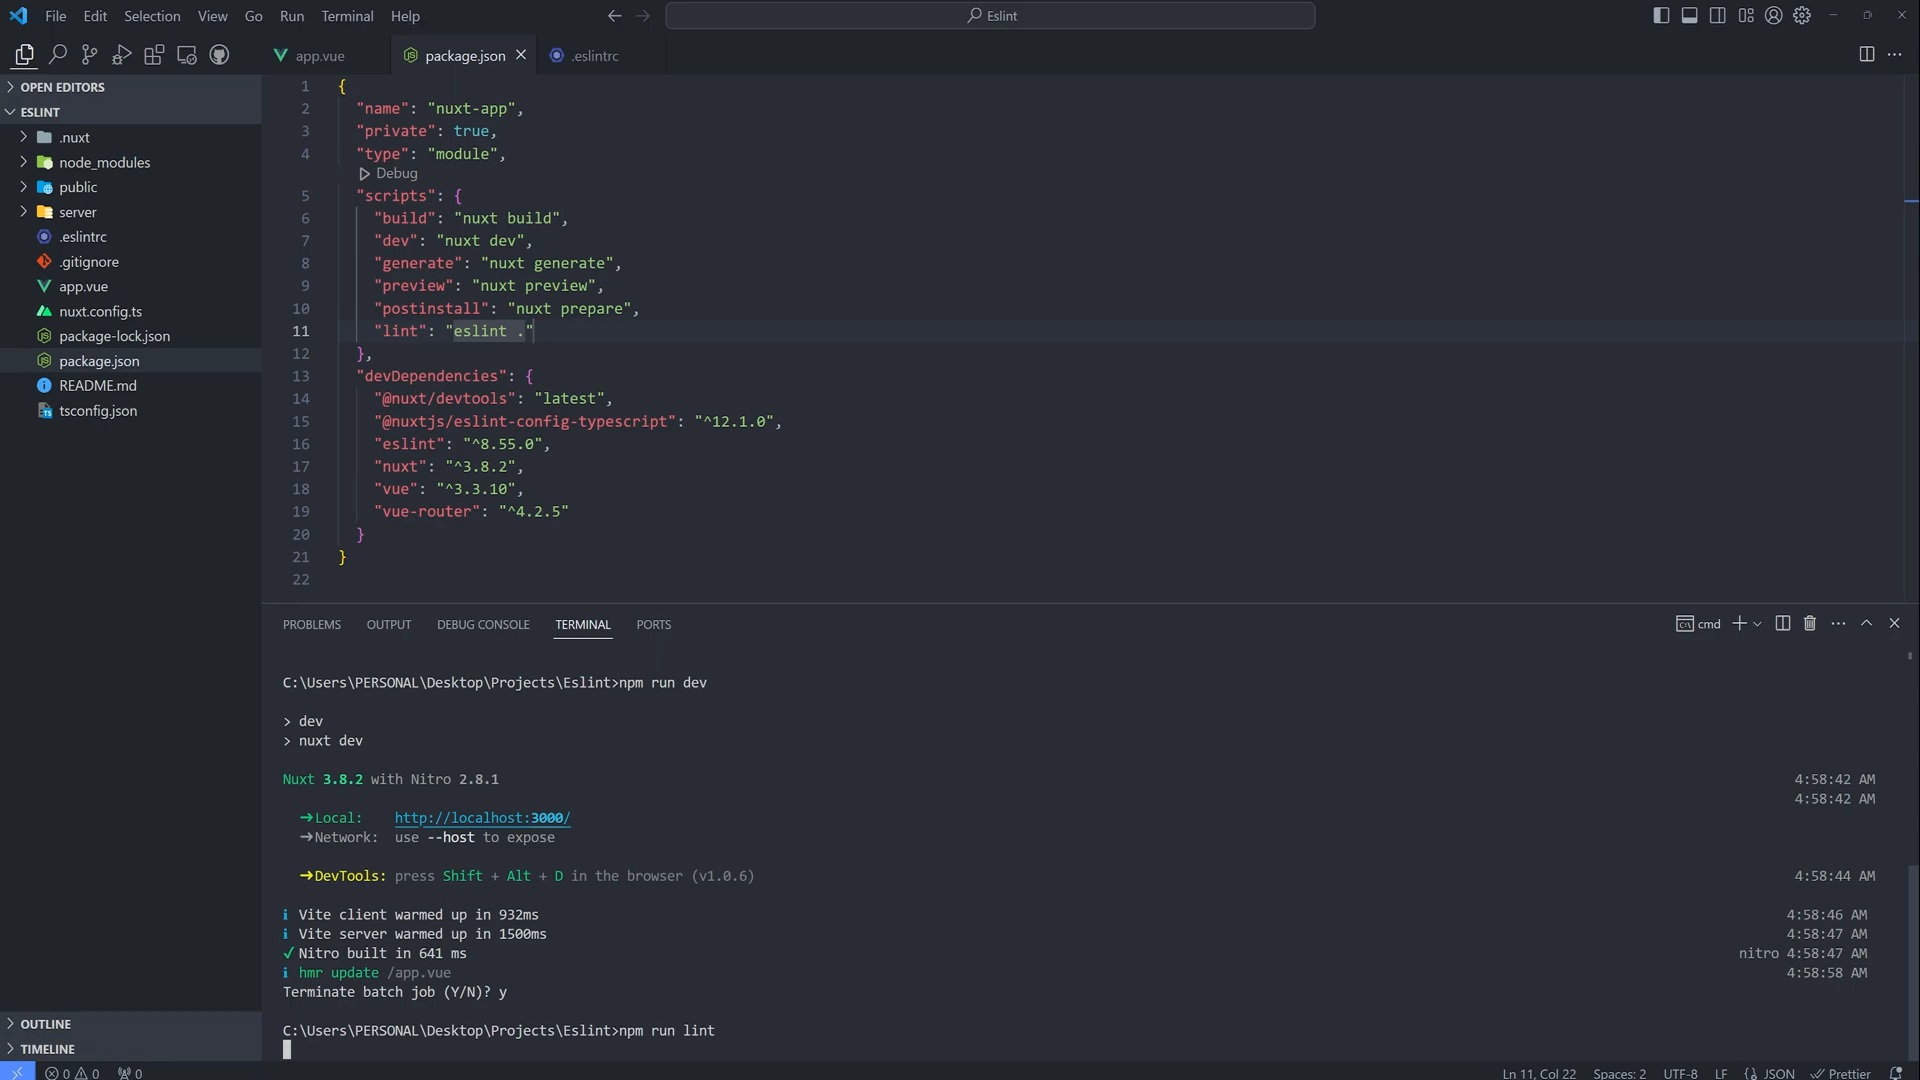 File Edit Selection View Go Run Terminal Help
Eslint
app.vue package.json .eslintrc
OPEN EDITORS
ESLINT
.nuxt
node_modules
public
server
.eslintrc
.gitignore
app.vue
nuxt.config.ts
package-lock.json
package.json
README.md
tsconfig.json
OUTLINE
TIMELINE
1 {
2 "name": "nuxt-app",
3 "private": true,
4 "type": "module",
Debug
5 "scripts": {
6 "build": "nuxt build",
7 "dev": "nuxt dev",
8 "generate": "nuxt generate",
9 "preview": "nuxt preview",
10 "postinstall": "nuxt prepare",
11 "lint": "eslint ."
12 },
13 "devDependencies": {
14 "@nuxt/devtools": "latest",
15 "@nuxtjs/eslint-config-typescript": "^12.1.0",
16 "eslint": "^8.55.0",
17 "nuxt": "^3.8.2",
18 "vue": "^3.3.10",
19 "vue-router": "^4.2.5"
20 }
21 }
22
PROBLEMS OUTPUT DEBUG CONSOLE TERMINAL PORTS
cmd
C:\Users\PERSONAL\Desktop\Projects\Eslint>npm run dev
> dev
> nuxt dev
Nuxt 3.8.2 with Nitro 2.8.1 4:58:42 AM
4:58:42 AM
➜Local: http://localhost:3000/
➜Network: use --host to expose
➜DevTools: press Shift + Alt + D in the browser (v1.0.6) 4:58:44 AM
ℹ Vite client warmed up in 932ms 4:58:46 AM
ℹ Vite server warmed up in 1500ms 4:58:47 AM
✓Nitro built in 641 ms nitro 4:58:47 AM
ℹ hmr update /app.vue 4:58:58 AM
Terminate batch job (Y/N)? y
C:\Users\PERSONAL\Desktop\Projects\Eslint>npm run lint
0 0 0 Ln 11, Col 22 Spaces: 2 UTF-8 LF {} JSON Prettier